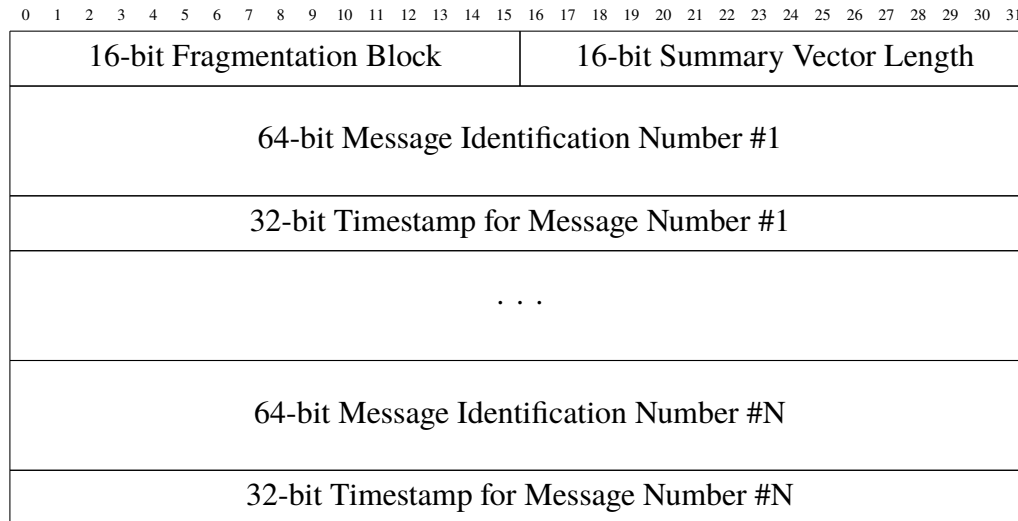 0 1 2 3 4 5 6 7 8 9 10 11 12 13 14 15 16 17 18 19 20 21 22 23 24 25 26 27 28 29 30 31
16-bit Fragmentation Block 16-bit Summary Vector Length
64-bit Message Identification Number #1
32-bit Timestamp for Message Number #1
. . .
64-bit Message Identification Number #N
32-bit Timestamp for Message Number #N